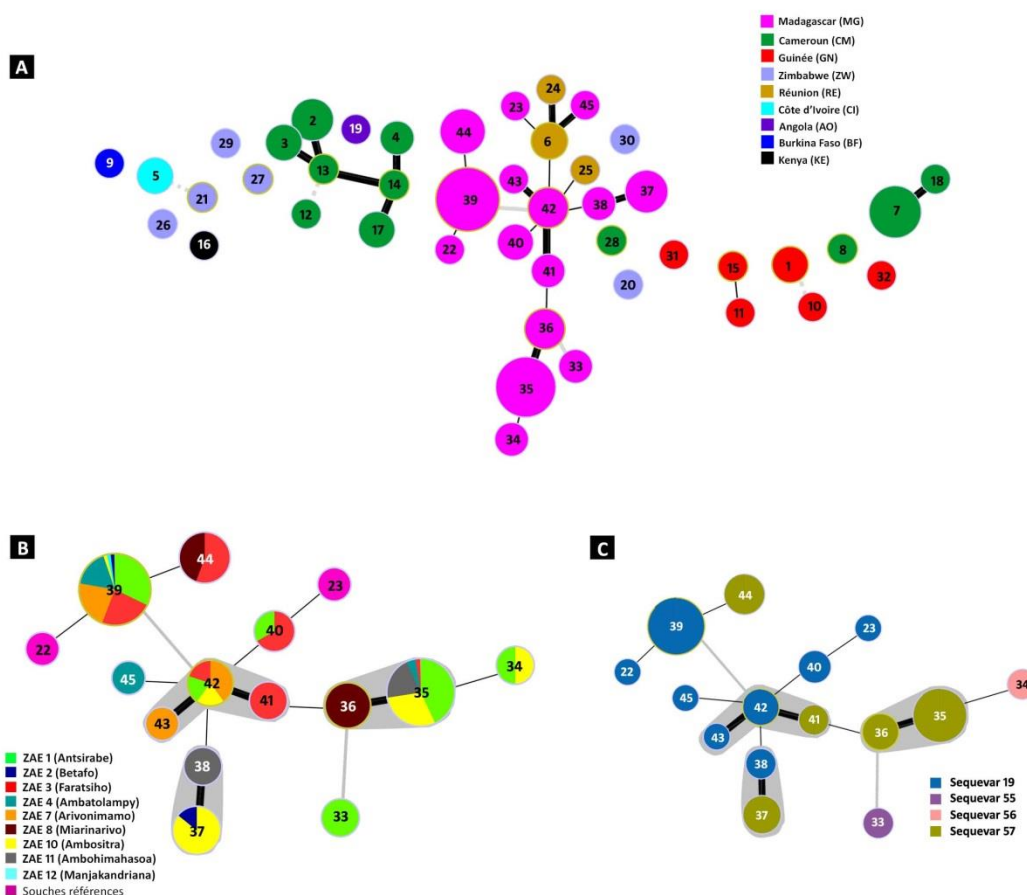 A
Madagascar (MG)
Cameroun (CM)
Guinée (GN)
Zimbabwe (ZW)
Réunion (RE)
Côte d'Ivoire (CI)
Angola (AO)
Burkina Faso (BF)
Kenya (KE)
9
5
26
21
16
29
27
3
2
13
12
19
4
14
17
44
39
22
23
24
45
6
43
42
25
38
37
40
41
28
30
20
36
33
35
34
31
15
11
1
10
8
32
7
18
B
39
44
22
23
40
45
42
43
41
38
37
36
35
34
33
ZAE 1 (Antsirabe)
ZAE 2 (Betafo)
ZAE 3 (Faratsiho)
ZAE 4 (Ambatolampy)
ZAE 7 (Arivonimamo)
ZAE 8 (Miarinarivo)
ZAE 10 (Ambositra)
ZAE 11 (Ambohimahasoa)
ZAE 12 (Manjakandriana)
Souches références
C
39
44
22
23
40
45
42
43
41
38
37
36
35
34
33
Sequevar 19
Sequevar 55
Sequevar 56
Sequevar 57